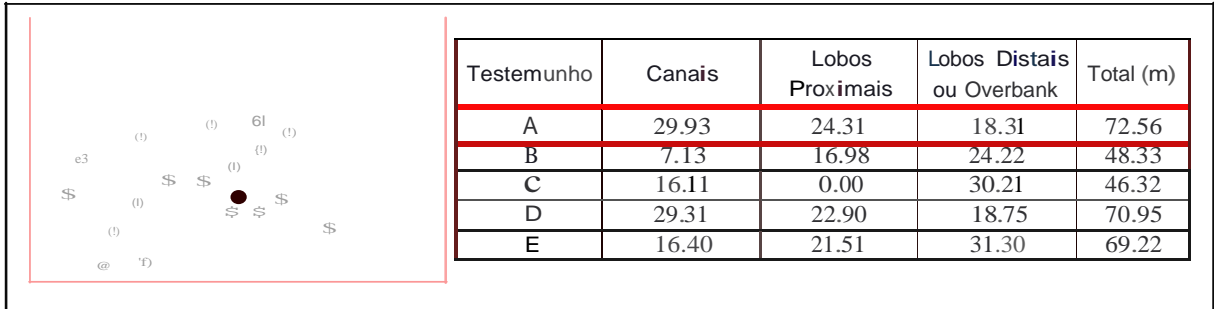 Testemunho Canais Lobos Proximais Lobos Distais ou Overbank Total (m)
A 29.93 24.31 18.31 72.56
B 7.13 16.98 24.22 48.33
C 16.11 0.00 30.21 46.32
D 29.31 22.90 18.75 70.95
E 16.40 21.51 31.30 69.22
(!) 6l
(!) (!)
{!)
e3 (I)
$ $ $
(I) $
$ $
(!) $
@ 'f)